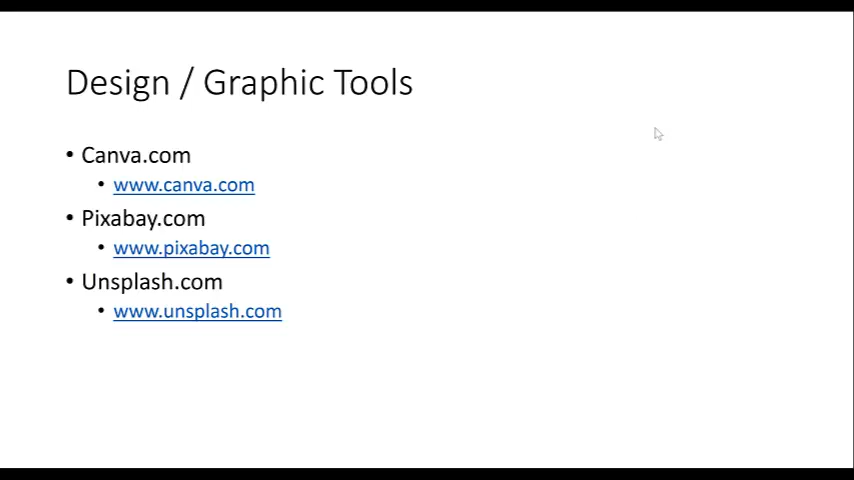 Design / Graphic Tools
• Canva.com
• www.canva.com
• Pixabay.com
• www.pixabay.com
• Unsplash.com
• www.unsplash.com